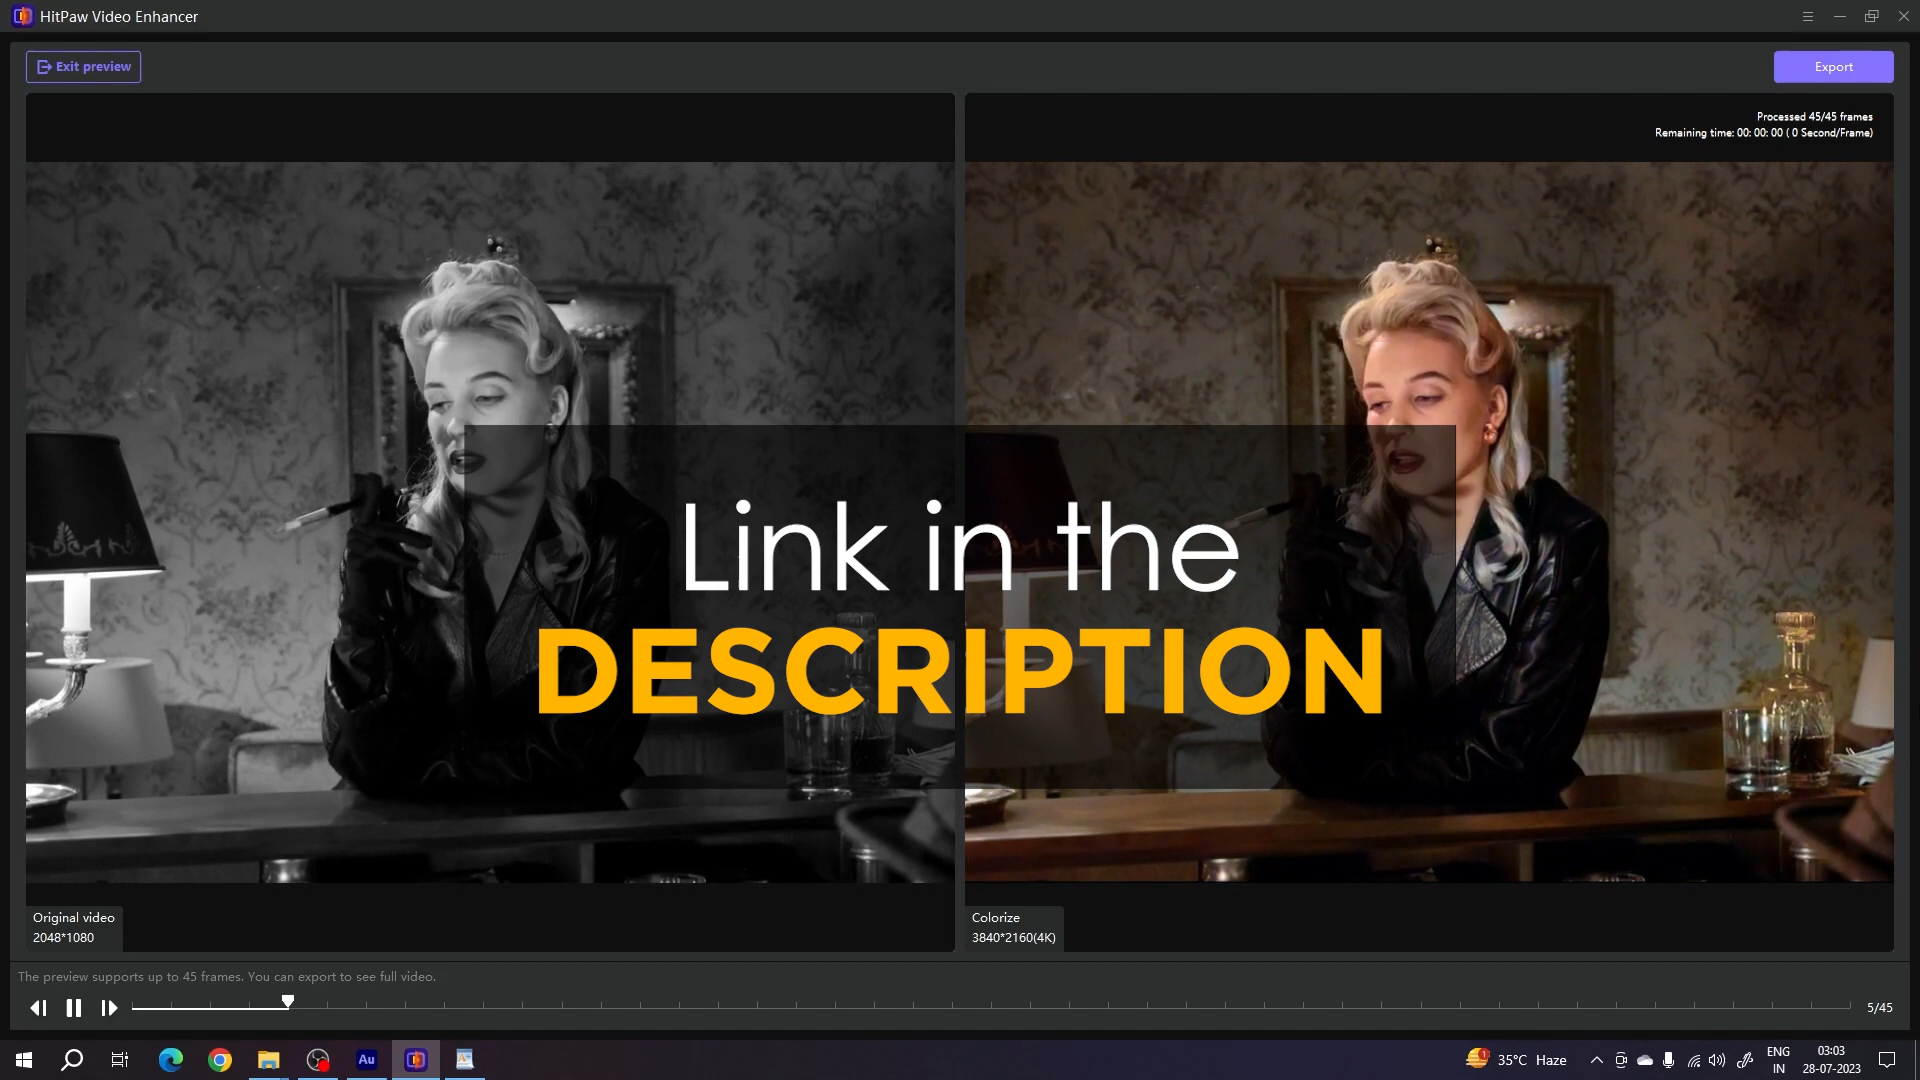 HitPaw Video Enhancer
Exit preview
Export
Processed 45/45 frames
Remaining time: 00: 00: 00 ( 0 Second/Frame)
Link in the
DESCRIPTION
Original video
2048*1080
Colorize
3840*2160(4K)
The preview supports up to 45 frames. You can export to see full video.
5/45
Au
1
35°C Haze
ENG
IN
03:03
28-07-2023